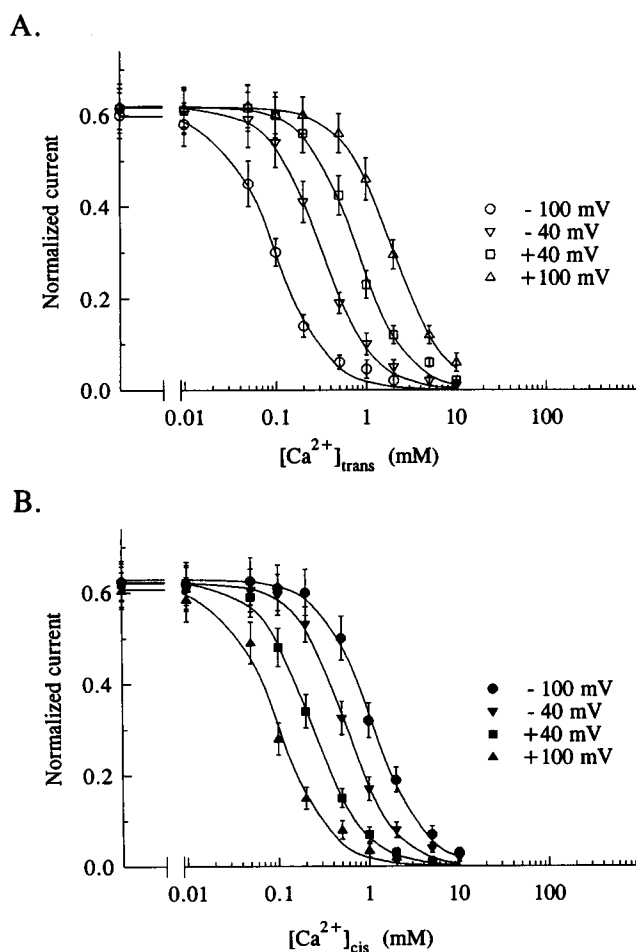 A.
0.6
0.4
0.2
0.0
Normalized current
0.01 0.1 1 10 100
[Ca²⁺]trans (mM)
- 100 mV
- 40 mV
+40 mV
+100 mV
B.
0.6
0.4
0.2
0.0
Normalized current
0.01 0.1 1 10 100
[Ca²⁺]cis (mM)
- 100 mV
- 40 mV
+40 mV
+100 mV